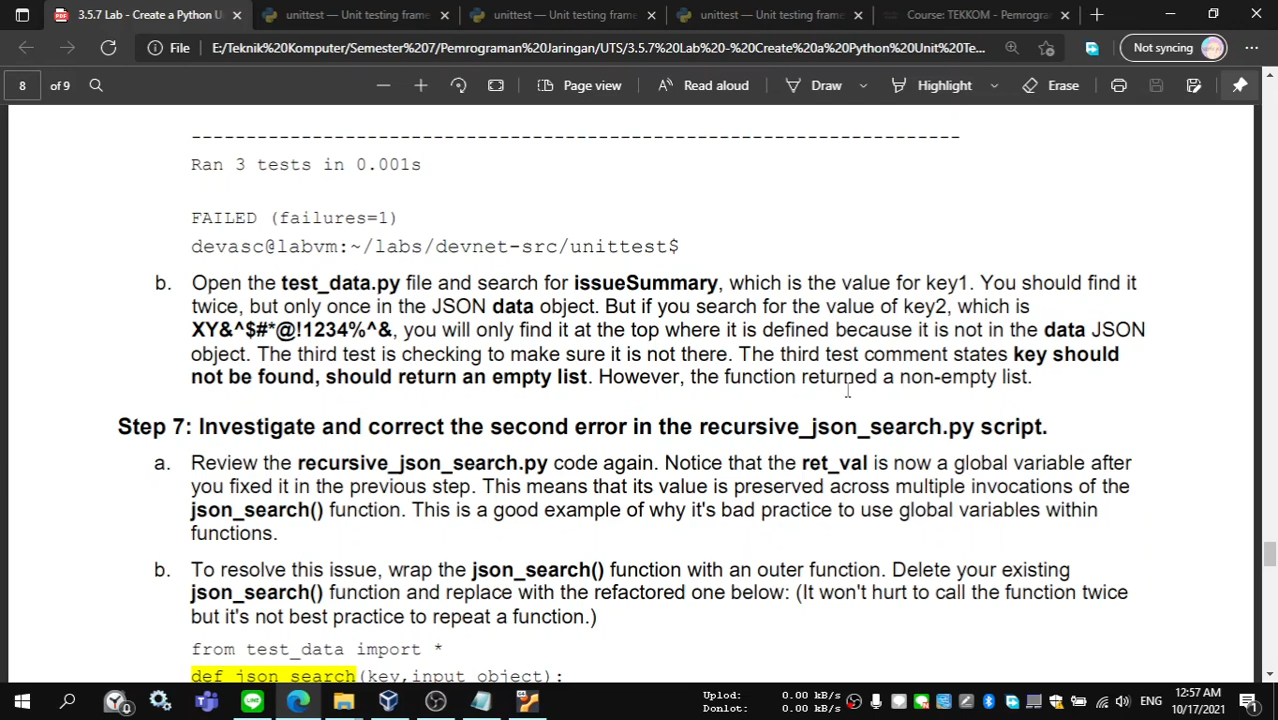 3.5.7 Lab - Create a Python U
unittest — Unit testing frame
unittest — Unit testing frame
unittest — Unit testing frame
Course: TEKKOM - Pemrogra
File
E:/Teknik%20Komputer/Semester%207/Pemrograman%20Jaringan/UTS/3.5.7%20Lab%20-%20Create%20a%20Python%20Unit%20Te...
Not syncing
8 of 9
Page view
Read aloud
Draw
Highlight
Erase
--------------------------------------------------------------------
Ran 3 tests in 0.001s
FAILED (failures=1)
devasc@labvm:~/labs/devnet-src/unittest$
b. Open the test_data.py file and search for issueSummary, which is the value for key1. You should find it
twice, but only once in the JSON data object. But if you search for the value of key2, which is
XY&^$#*@!1234%^&, you will only find it at the top where it is defined because it is not in the data JSON
object. The third test is checking to make sure it is not there. The third test comment states key should
not be found, should return an empty list. However, the function returned a non-empty list.
Step 7: Investigate and correct the second error in the recursive_json_search.py script.
a. Review the recursive_json_search.py code again. Notice that the ret_val is now a global variable after
you fixed it in the previous step. This means that its value is preserved across multiple invocations of the
json_search() function. This is a good example of why it's bad practice to use global variables within
functions.
b. To resolve this issue, wrap the json_search() function with an outer function. Delete your existing
json_search() function and replace with the refactored one below: (It won't hurt to call the function twice
but it's not best practice to repeat a function.)
from test_data import *
def json_search(key,input_object):
Uplod: 0.00 kB/s
Donlot: 0.00 kB/s
ENG
12:57 AM
10/17/2021